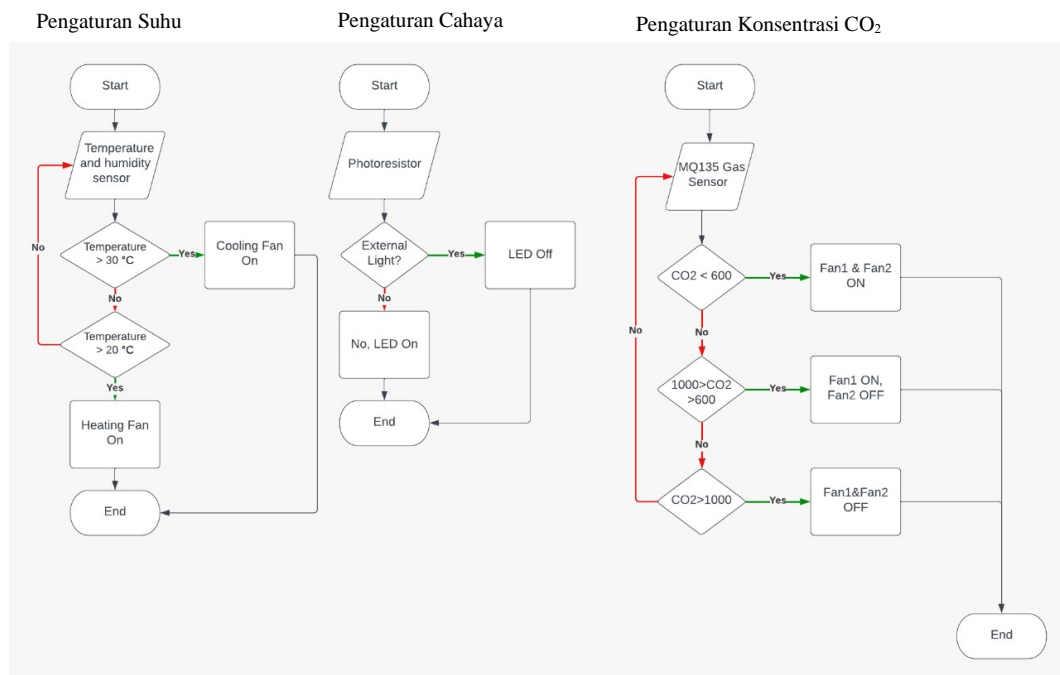 Pengaturan Suhu
Pengaturan Cahaya
Pengaturan Konsentrasi CO₂
Start
Temperature
and humidity
sensor
Temperature
> 30 °C
Yes
Cooling Fan
On
No
No
Temperature
> 20 °C
Yes
Heating Fan
On
End
Start
Photoresistor
External
Light?
Yes
LED Off
No
No, LED On
End
Start
MQ135 Gas
Sensor
CO2 < 600
Yes
Fan1 & Fan2
ON
No
No
1000>CO2
>600
Yes
Fan1 ON,
Fan2 OFF
No
CO2>1000
Yes
Fan1&Fan2
OFF
End